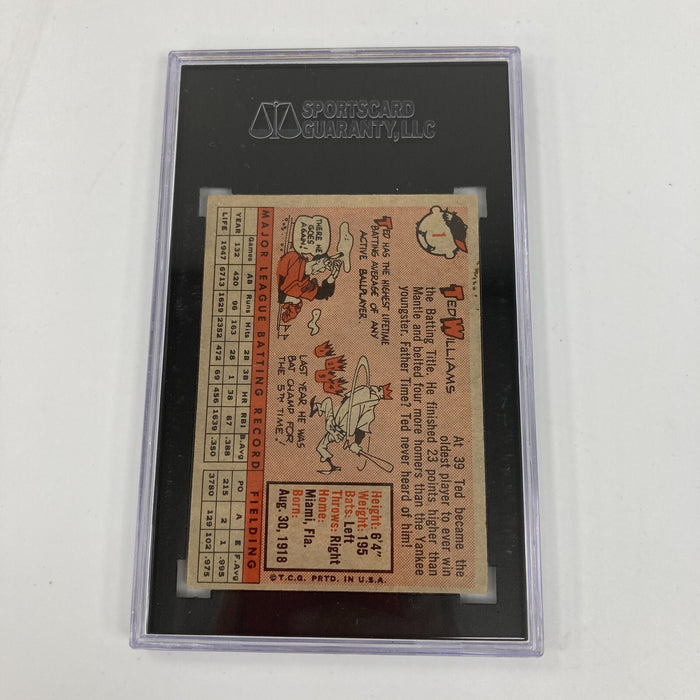 SPORTSCARD
GUARANTY, LLC
1
TED WILLIAMS
At 39 Ted became the
oldest player to ever win
the Batting Title. He finished 23 points higher than
Mantle and belted four more homers than the Yankee
youngster. Father Time? Ted never heard of him!
TED HAS THE HIGHEST LIFETIME
BATTING AVERAGE OF ANY
ACTIVE BALLPLAYER.
THERE HE
GOES
AGAIN!
LAST YEAR HE WAS
BAT CHAMP FOR
THE 5TH TIME!
Height: 6'4"
Weight: 195
Bats: Left
Throws: Right
Home:
Miami, Fla.
Born:
Aug. 30, 1918
MAJOR LEAGUE BATTING RECORD FIELDING
Games AB Runs Hits 2B 3B HR RBI B.Avg PO A E F.Avg
YEAR 132 420 96 163 28 1 38 87 .388 215 2 1 .995
LIFE 1947 6713 1629 2352 472 69 456 1639 .350 3780 129 102 .975
© T.C.G. PRTD. IN U.S.A.